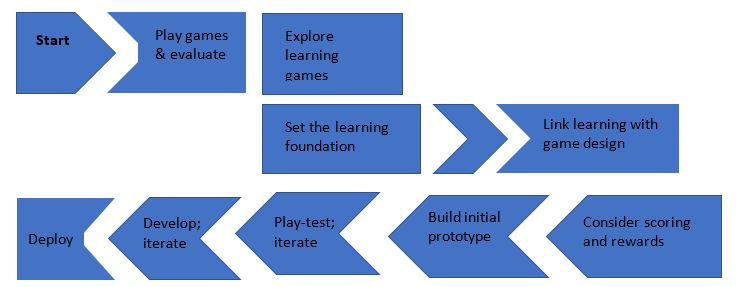 Start
Play games
& evaluate
Explore
learning
games
Set the learning
foundation
Link learning with
game design
Deploy
Develop;
iterate
Play-test;
iterate
Build initial
prototype
Consider scoring
and rewards